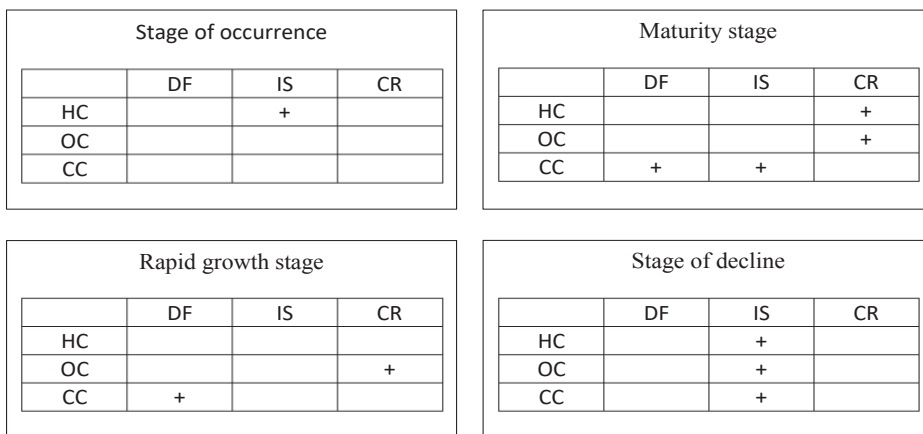 Stage of occurrence
DF IS CR
HC +
OC
CC
Maturity stage
DF IS CR
HC +
OC +
CC + +
Rapid growth stage
DF IS CR
HC
OC +
CC +
Stage of decline
DF IS CR
HC +
OC +
CC +